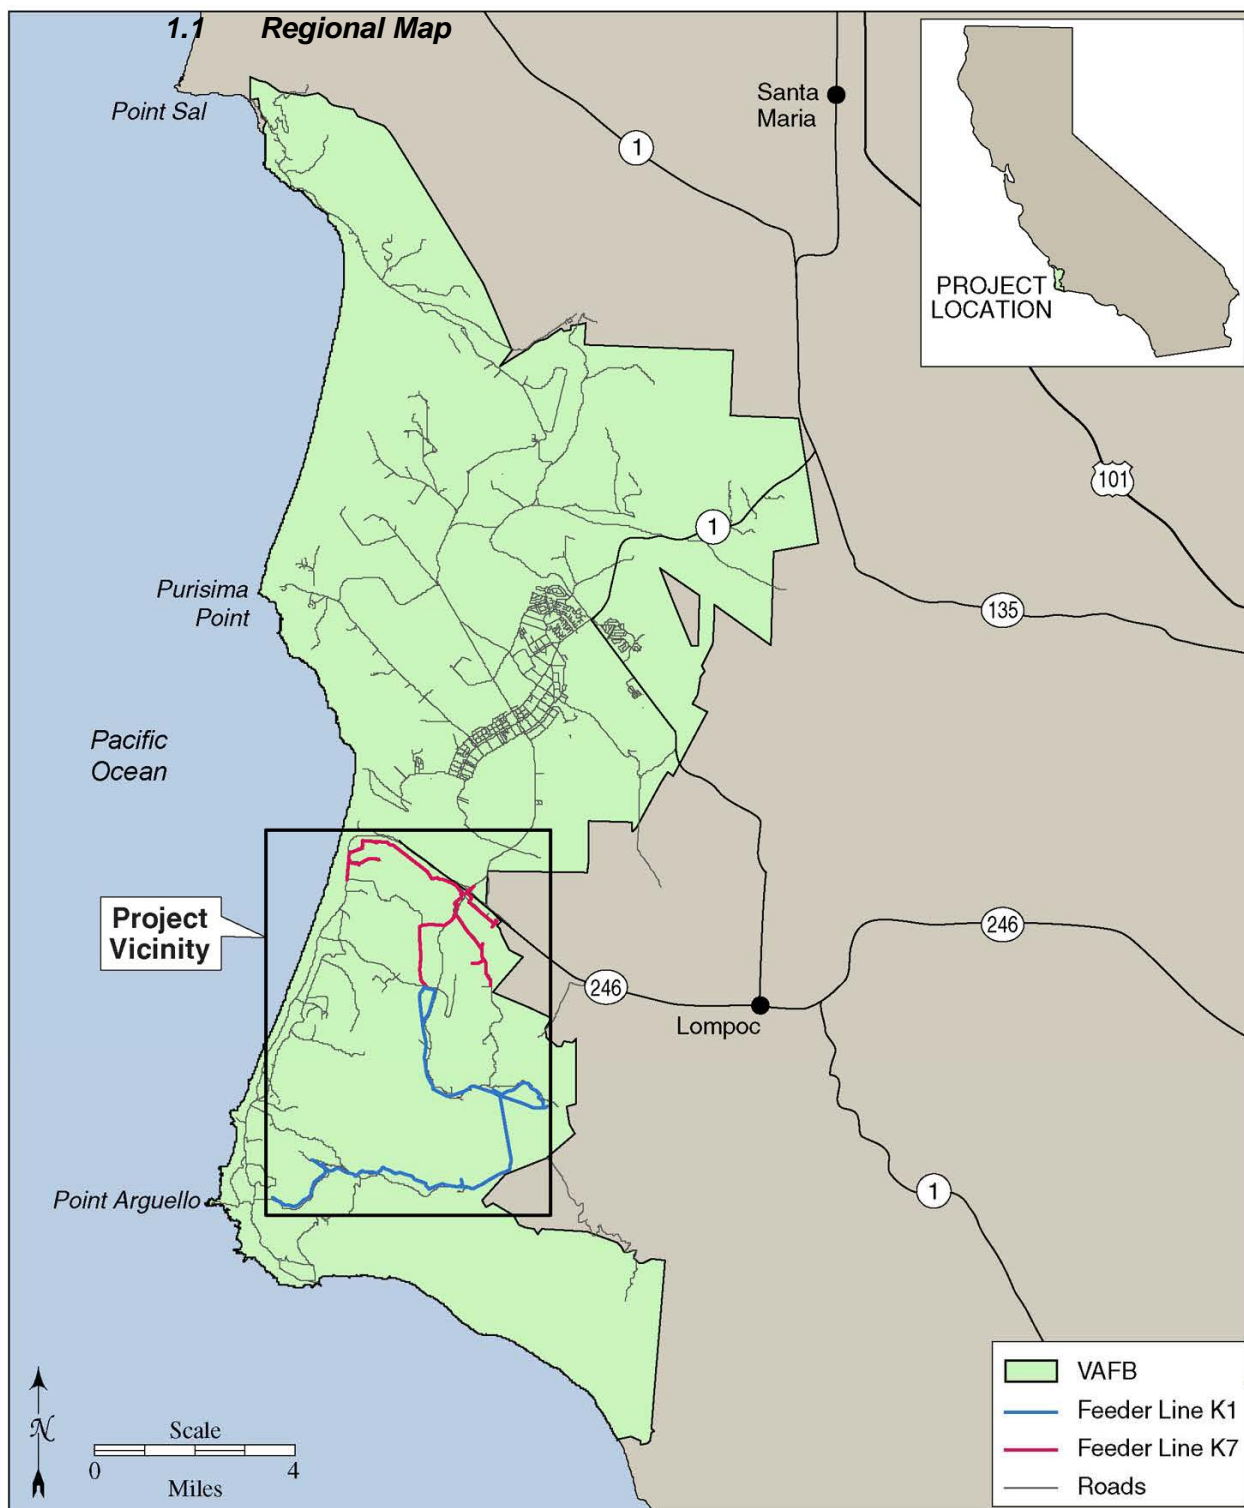 1.1 Regional Map
Point Sal
Santa
Maria
1
PROJECT
LOCATION
101
1
Purisima
Point
135
Pacific
Ocean
Project
Vicinity
246
246
Lompoc
1
Point Arguello
N
Scale
0 4
Miles
VAFB
Feeder Line K1
Feeder Line K7
Roads